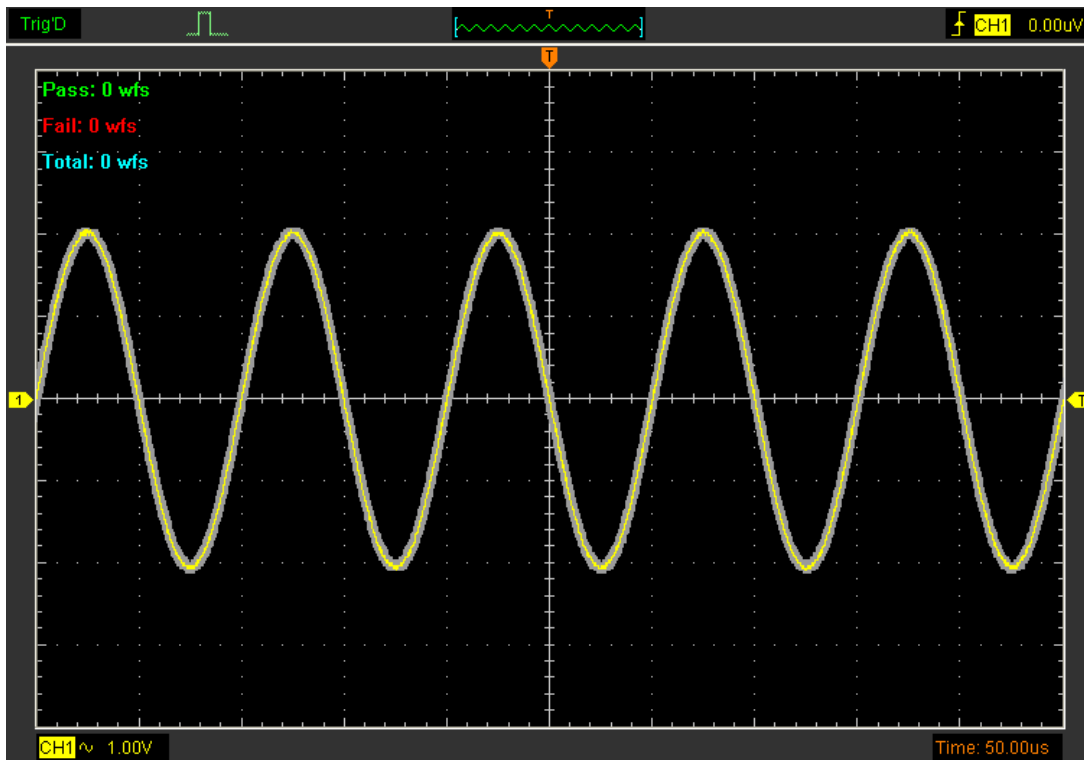 Trig'D
T
CH1 0.00uV
T
Pass: 0 wfs
Fail: 0 wfs
Total: 0 wfs
1
T
CH1 1.00V
Time: 50.00us